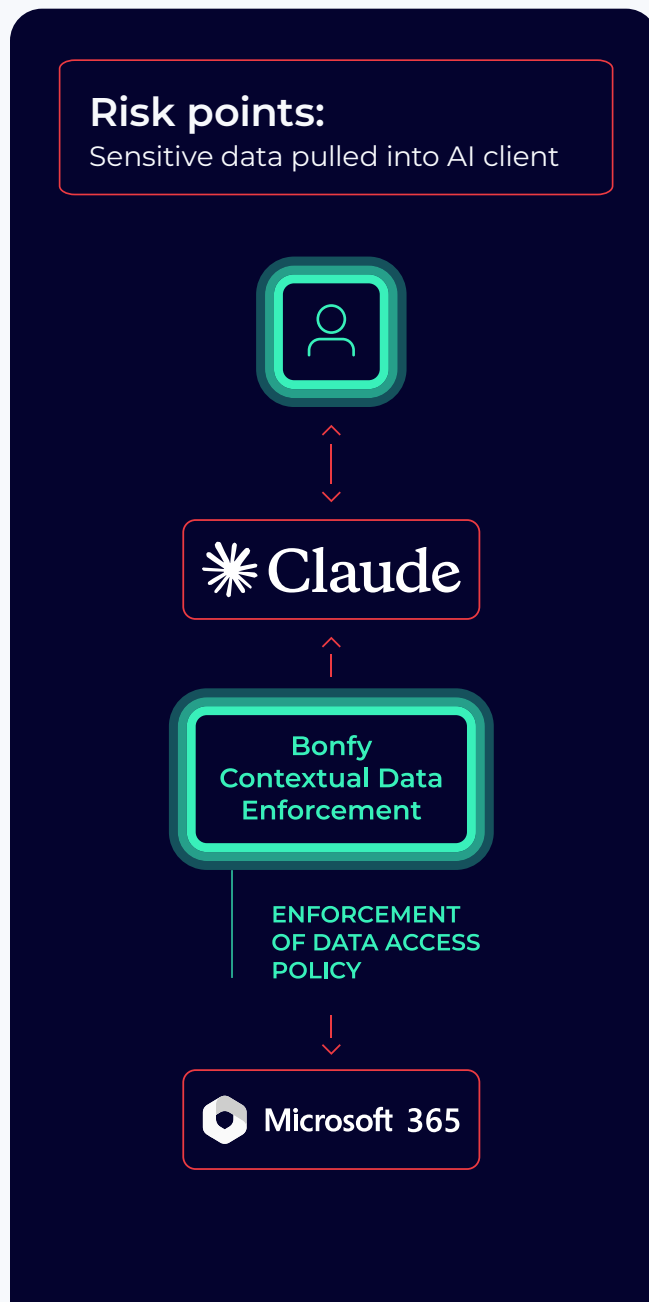 Risk points:
Sensitive data pulled into AI client
Claude
Bonfy
Contextual Data
Enforcement
ENFORCEMENT
OF DATA ACCESS
POLICY
Microsoft 365